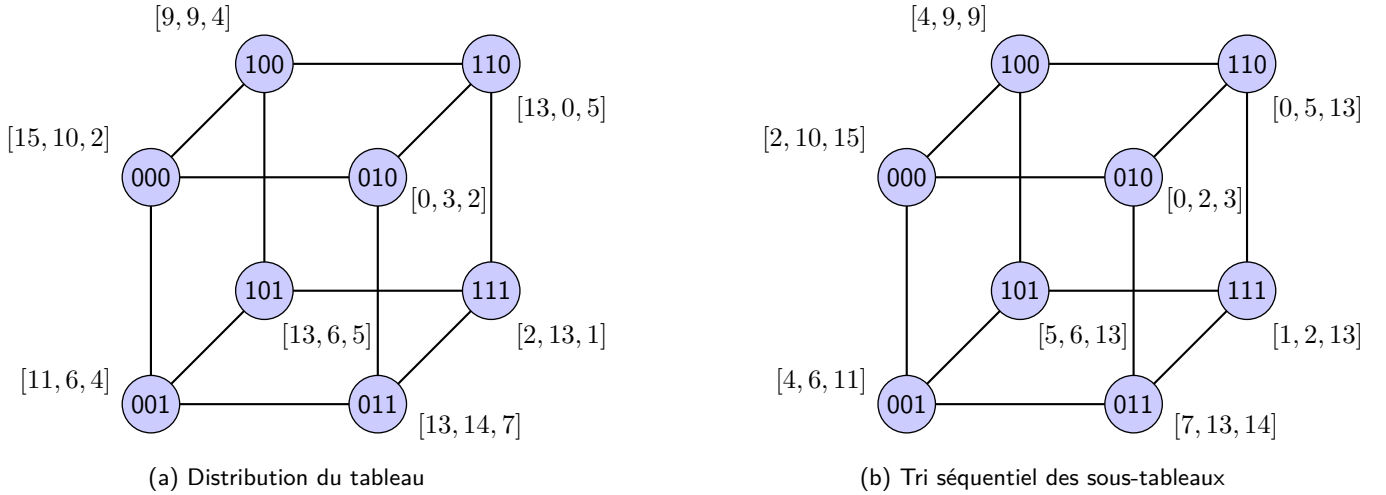 [9, 9, 4]
100
110
[13, 0, 5]
[15, 10, 2]
000
010
[0, 3, 2]
101
111
[13, 6, 5]
[2, 13, 1]
[11, 6, 4]
001
011
[13, 14, 7]
(a) Distribution du tableau
[4, 9, 9]
100
110
[0, 5, 13]
[2, 10, 15]
000
010
[0, 2, 3]
101
111
[5, 6, 13]
[1, 2, 13]
[4, 6, 11]
001
011
[7, 13, 14]
(b) Tri séquentiel des sous-tableaux